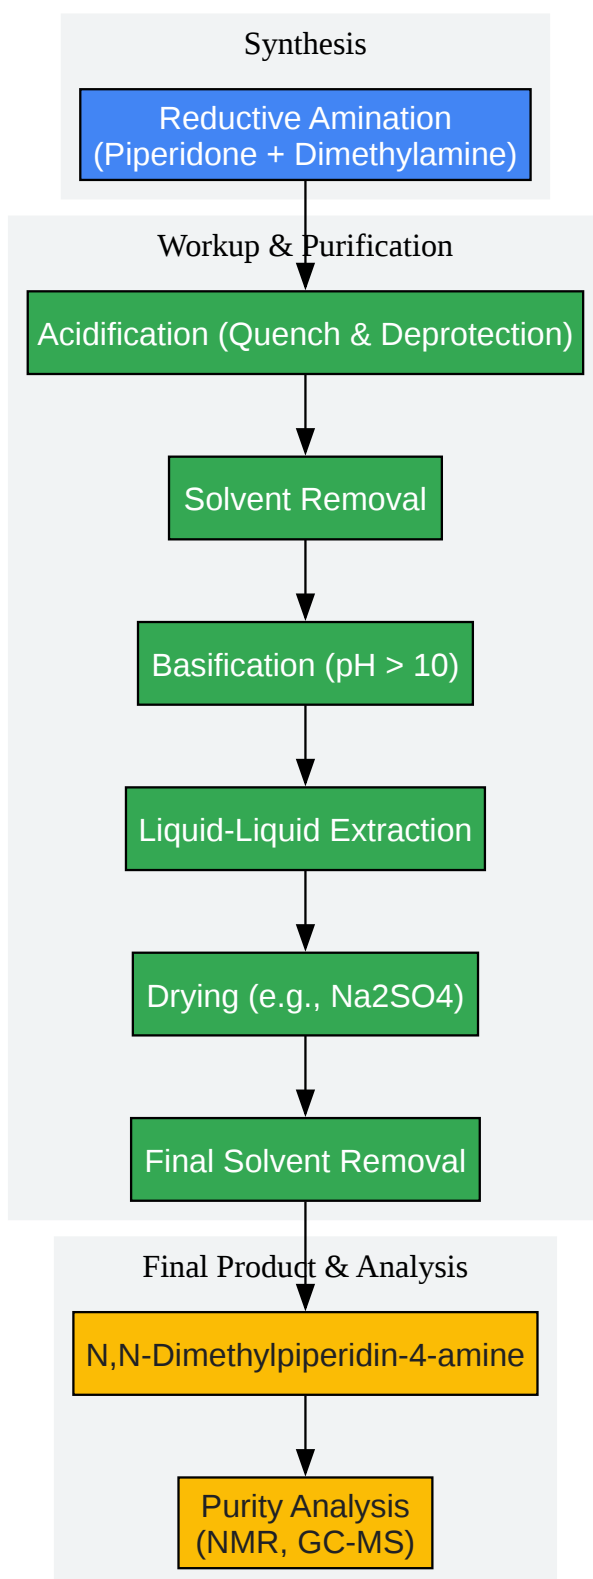 Synthesis
Reductive Amination
(Piperidone + Dimethylamine)
Workup & Purification
Acidification (Quench & Deprotection)
Solvent Removal
Basification (pH > 10)
Liquid-Liquid Extraction
Drying (e.g., Na2SO4)
Final Solvent Removal
Final Product & Analysis
N,N-Dimethylpiperidin-4-amine
Purity Analysis
(NMR, GC-MS)